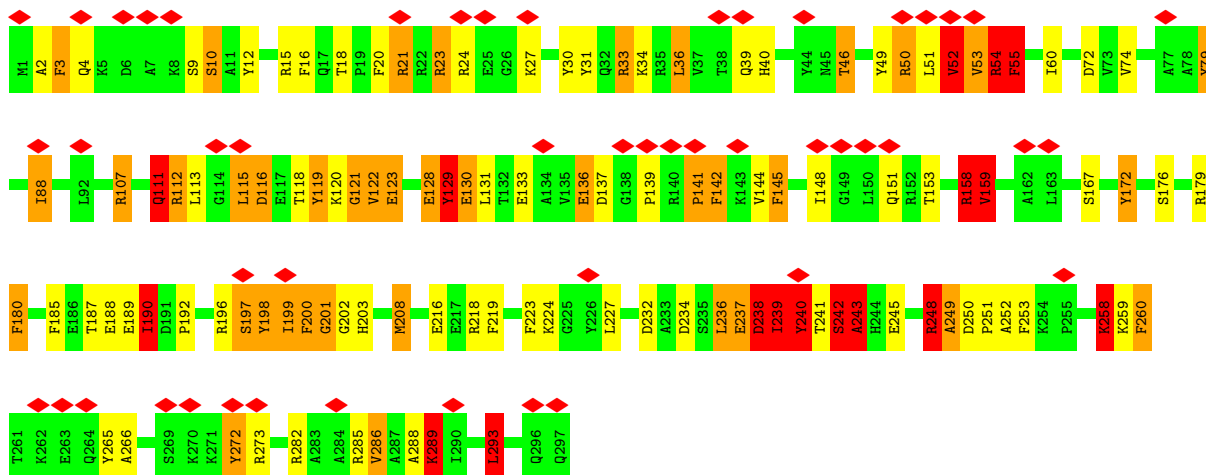 M1 A2 F3 Q4 K5 D6 A7 K8 S9 S10 A11 Y12 R15 F16 Q17 T18 P19 F20 R21 R22 R23 R24 E25 G26 K27 Y30 Y31 Q32 R33 K34 R35 L36 V37 T38 Q39 H40 Y44 N45 T46 Y49 R50 L51 V52 V53 R54 F55 I60 D72 V73 V74 A77 A78
I88 L92 R107 Q111 R112 L113 G114 L115 D116 E117 T118 Y119 K120 G121 V122 E123 E128 Y129 E130 L131 T132 E133 A134 V135 E136 D137 G138 P139 R140 P141 F142 K143 V144 F145 I148 G149 L150 Q151 R152 T153 R158 V159 A162 L163 S167 Y172 S176 R179
F180 F185 E186 T187 E188 E189 I190 D191 P192 R196 S197 Y198 I199 F200 G201 G202 H203 M208 E216 E217 R218 F219 F223 K224 G225 Y226 L227 D232 A233 D234 S235 L236 E237 D238 I239 Y240 T241 S242 A243 H244 E245 R248 A249 D250 P251 A252 F253 K254 P255 K258 K259 F260
T261 K262 E263 Q264 Y265 A266 S269 K270 K271 Y272 R273 R282 A283 A284 R285 V286 A287 A288 K289 I290 L293 Q296 Q297